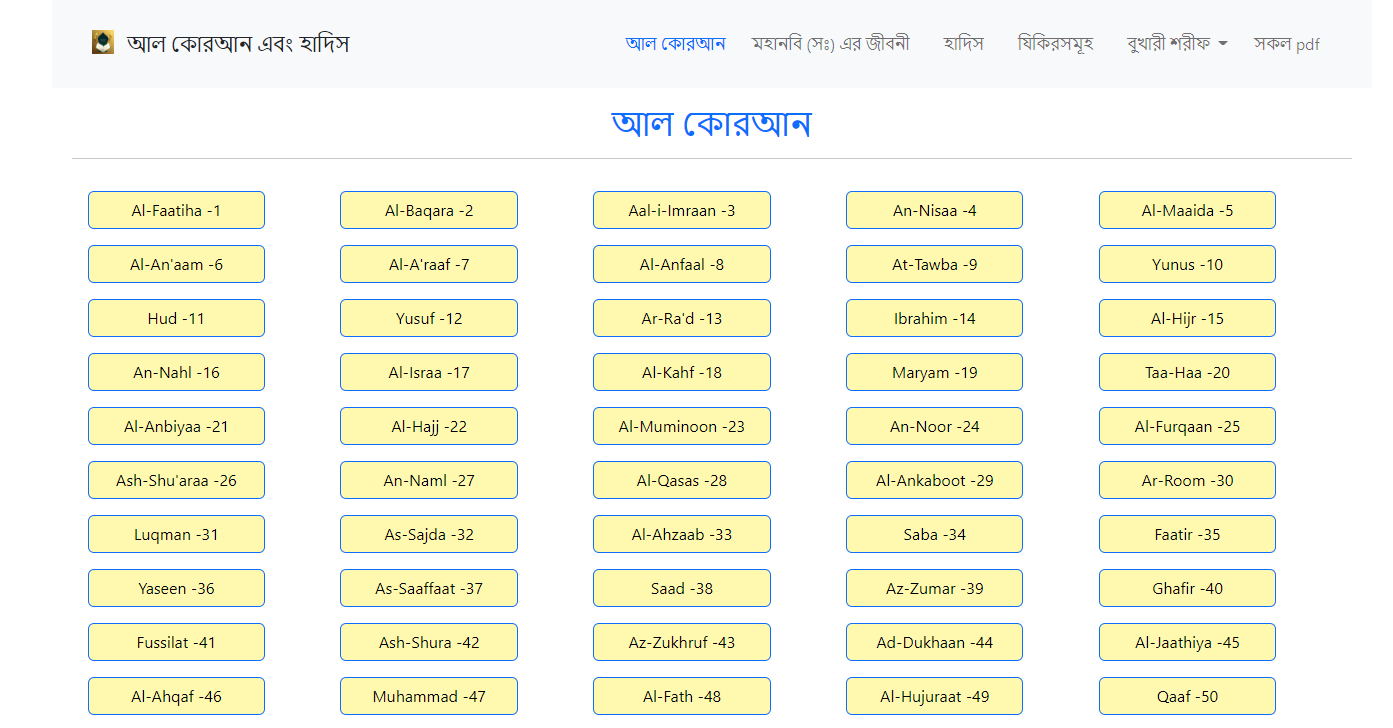 আল কোরআন এবং হাদিস আল কোরআন মহানবি (সঃ) এর জীবনী হাদিস যিকিরসমূহ বুখারী শরীফ সকল pdf
আল কোরআন
Al-Faatiha -1 Al-Baqara -2 Aal-i-Imraan -3 An-Nisaa -4 Al-Maaida -5
Al-An'aam -6 Al-A'raaf -7 Al-Anfaal -8 At-Tawba -9 Yunus -10
Hud -11 Yusuf -12 Ar-Ra'd -13 Ibrahim -14 Al-Hijr -15
An-Nahl -16 Al-Israa -17 Al-Kahf -18 Maryam -19 Taa-Haa -20
Al-Anbiyaa -21 Al-Hajj -22 Al-Muminoon -23 An-Noor -24 Al-Furqaan -25
Ash-Shu'araa -26 An-Naml -27 Al-Qasas -28 Al-Ankaboot -29 Ar-Room -30
Luqman -31 As-Sajda -32 Al-Ahzaab -33 Saba -34 Faatir -35
Yaseen -36 As-Saaffaat -37 Saad -38 Az-Zumar -39 Ghafir -40
Fussilat -41 Ash-Shura -42 Az-Zukhruf -43 Ad-Dukhaan -44 Al-Jaathiya -45
Al-Ahqaf -46 Muhammad -47 Al-Fath -48 Al-Hujuraat -49 Qaaf -50